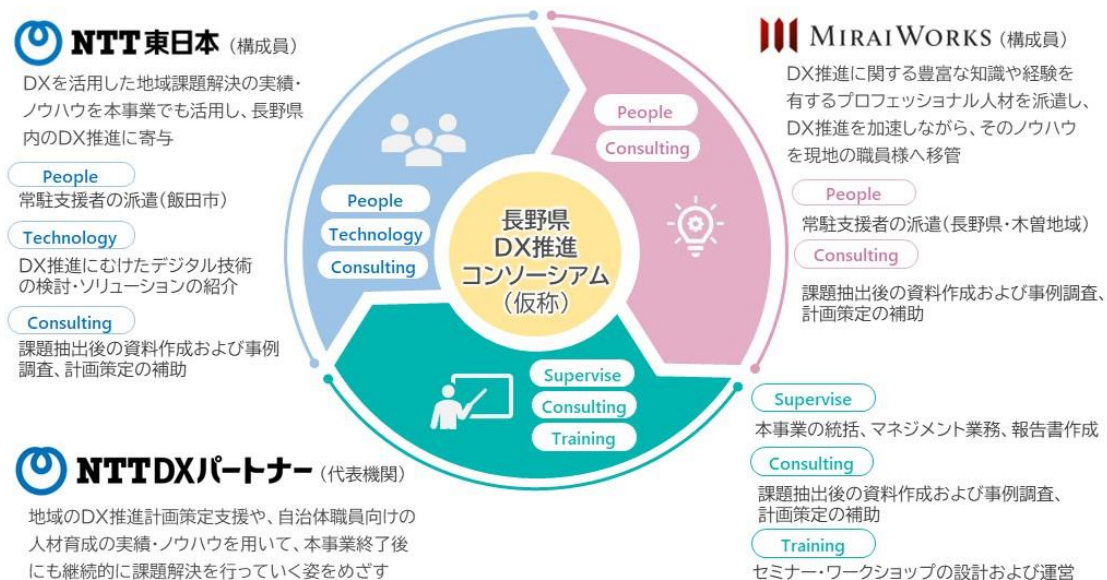 NTT東日本（構成員）
DXを活用した地域課題解決の実績・
ノウハウを本事業でも活用し、長野県
内のDX推進に寄与
People
常駐支援者の派遣（飯田市）
Technology
DX推進にむけたデジタル技術
の検討・ソリューションの紹介
Consulting
課題抽出後の資料作成および事例
調査、計画策定の補助
People
Technology
Consulting
長野県
DX推進
コンソーシアム
（仮称）
People
Consulting
Supervise
Consulting
Training
MIRAIWORKS（構成員）
DX推進に関する豊富な知識や経験を
有するプロフェッショナル人材を派遣し、
DX推進を加速しながら、そのノウハウ
を現地の職員様へ移管
People
常駐支援者の派遣（長野県・木曽地域）
Consulting
課題抽出後の資料作成および事例調査、
計画策定の補助
NTTDXパートナー（代表機関）
地域のDX推進計画策定支援や、自治体職員向けの
人材育成の実績・ノウハウを用いて、本事業終了後
にも継続的に課題解決を行っていく姿をめざす
Supervise
本事業の統括、マネジメント業務、報告書作成
Consulting
課題抽出後の資料作成および事例調査、
計画策定の補助
Training
セミナー・ワークショップの設計および運営